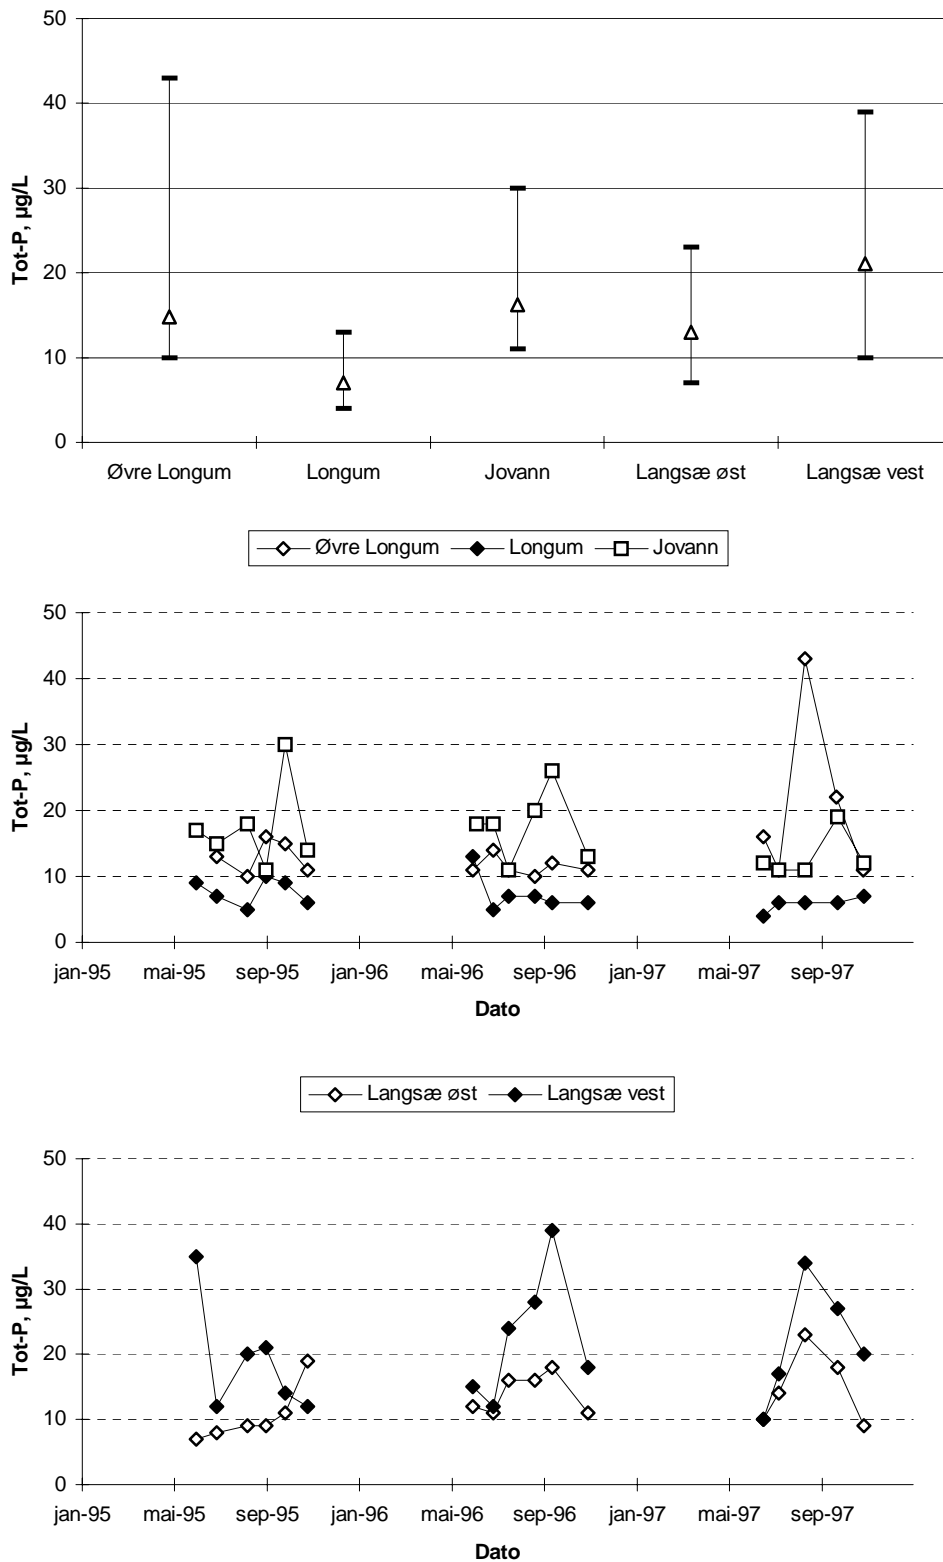 50
40
30
20
10
0
Tot-P, µg/L
Øvre Longum Longum Jovann Langsæ øst Langsæ vest
Øvre Longum Longum Jovann
50
40
30
20
10
0
Tot-P, µg/L
jan-95 mai-95 sep-95 jan-96 mai-96 sep-96 jan-97 mai-97 sep-97
Dato
Langsæ øst Langsæ vest
50
40
30
20
10
0
Tot-P, µg/L
jan-95 mai-95 sep-95 jan-96 mai-96 sep-96 jan-97 mai-97 sep-97
Dato